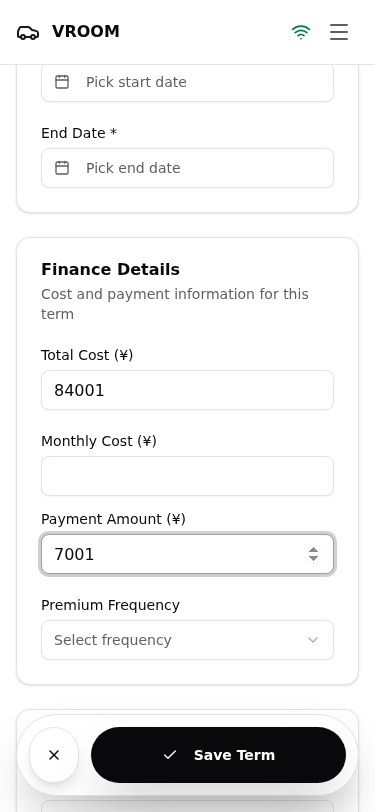 VROOM
Pick start date
End Date *
Pick end date
Finance Details
Cost and payment information for this
term
Total Cost (¥)
84001
Monthly Cost (¥)
Payment Amount (¥)
7001
Premium Frequency
Select frequency
Save Term